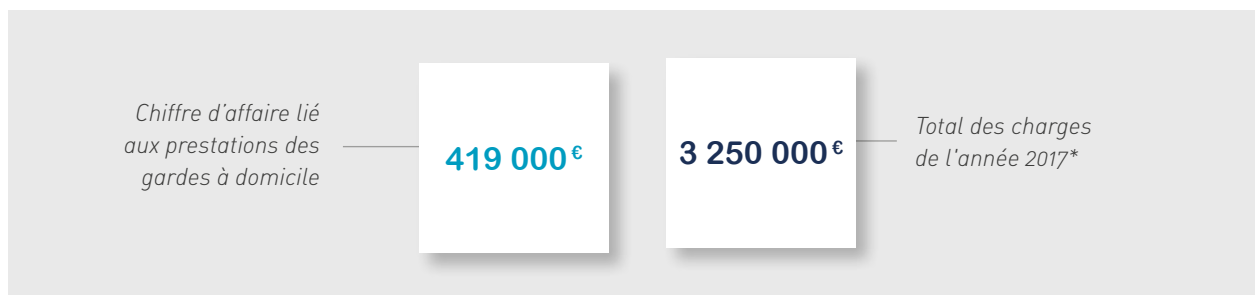 Chiffre d'affaire lié
aux prestations des
gardes à domicile
419 000 €
3 250 000 €
Total des charges
de l'année 2017*